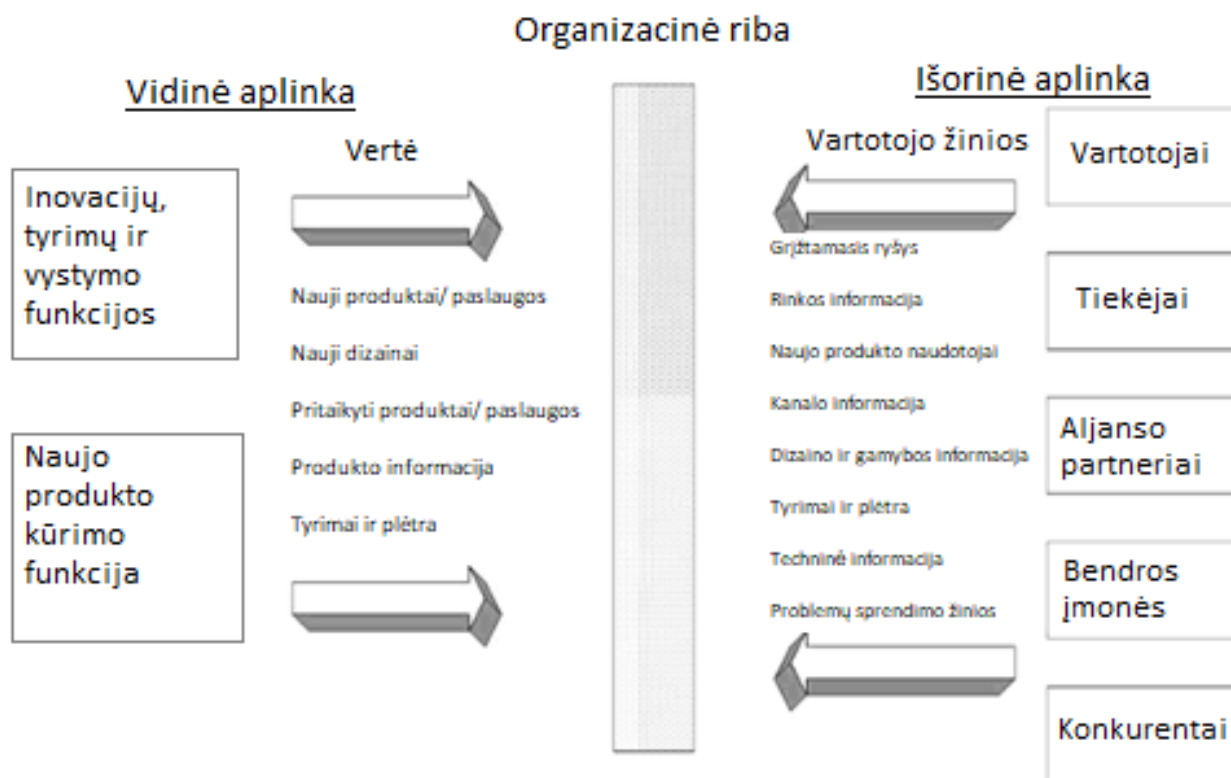 Organizacinė riba
Vidinė aplinka
Vertė
Inovacijų,
tyrimų ir
vystymo
funkcijos
Naujo
produkto
kūrimo
funkcija
Nauji produktai/ paslaugos
Nauji dizainai
Pritaikyti produktai/ paslaugos
Produkto informacija
Tyrimai ir plėtra
Išorinė aplinka
Vartotojo žinios
Grįžtamasis ryšys
Rinkos informacija
Naujo produkto naudotojai
Kanalo informacija
Dizaino ir gamybos informacija
Tyrimai ir plėtra
Techninė informacija
Problemų sprendimo žinios
Vartotojai
Tiekėjai
Aljanso
partneriai
Bendros
įmonės
Konkurentai